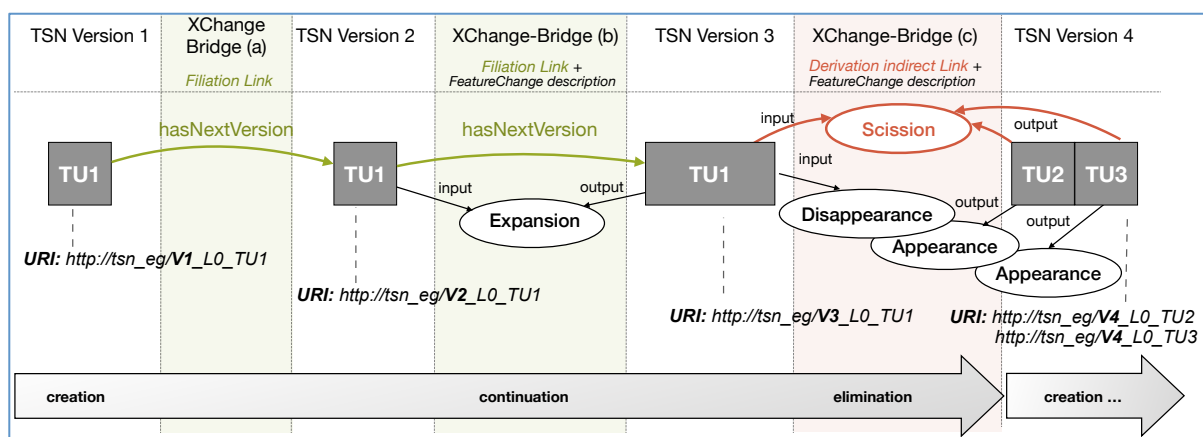 TSN Version 1
XChange
Bridge (a)
TSN Version 2
XChange-Bridge (b)
TSN Version 3
XChange-Bridge (c)
TSN Version 4
Filiation Link
Filiation Link +
FeatureChange description
Derivation indirect Link +
FeatureChange description
hasNextVersion
hasNextVersion
input
Scission
output
TU1
TU1
TU1
TU2
TU3
input
output
input
Expansion
Disappearance
output
Appearance
output
Appearance
URI: http://tsn_eg/V1_L0_TU1
URI: http://tsn_eg/V2_L0_TU1
URI: http://tsn_eg/V3_L0_TU1
URI: http://tsn_eg/V4_L0_TU2
http://tsn_eg/V4_L0_TU3
creation
continuation
elimination
creation ...